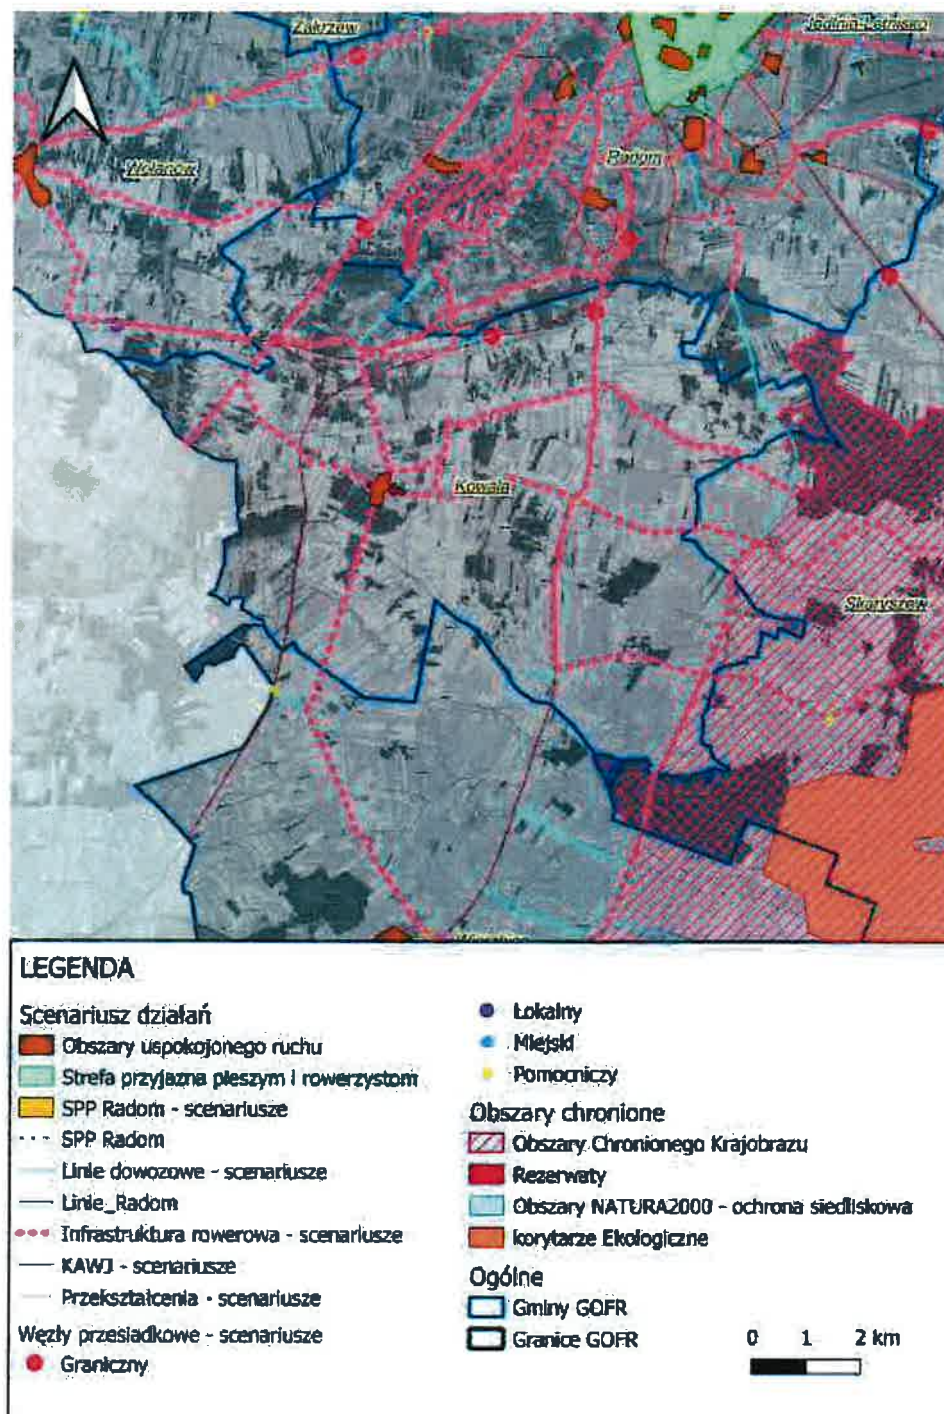 Zakrzew
Jedlnia-Letnisko
Wolanów
Radom
Kowala
Skaryszew
LEGENDA
Scenariusz działań
Obszary uspokojonego ruchu
Strefa przyjazna pieszym i rowerzystom
SPP Radom - scenariusze
SPP Radom
Linie dowozowe - scenariusze
Linie_Radom
Infrastruktura rowerowa - scenariusze
KAWJ - scenariusze
Przekształcenia - scenariusze
Węzły przesiadkowe - scenariusze
Graniczny
Lokalny
Miejski
Pomocniczy
Obszary chronione
Obszary Chronionego Krajobrazu
Rezerwaty
Obszary NATURA2000 - ochrona siedliskowa
korytarze Ekologiczne
Ogólne
Gminy GOFR
Granice GOFR
0 1 2 km